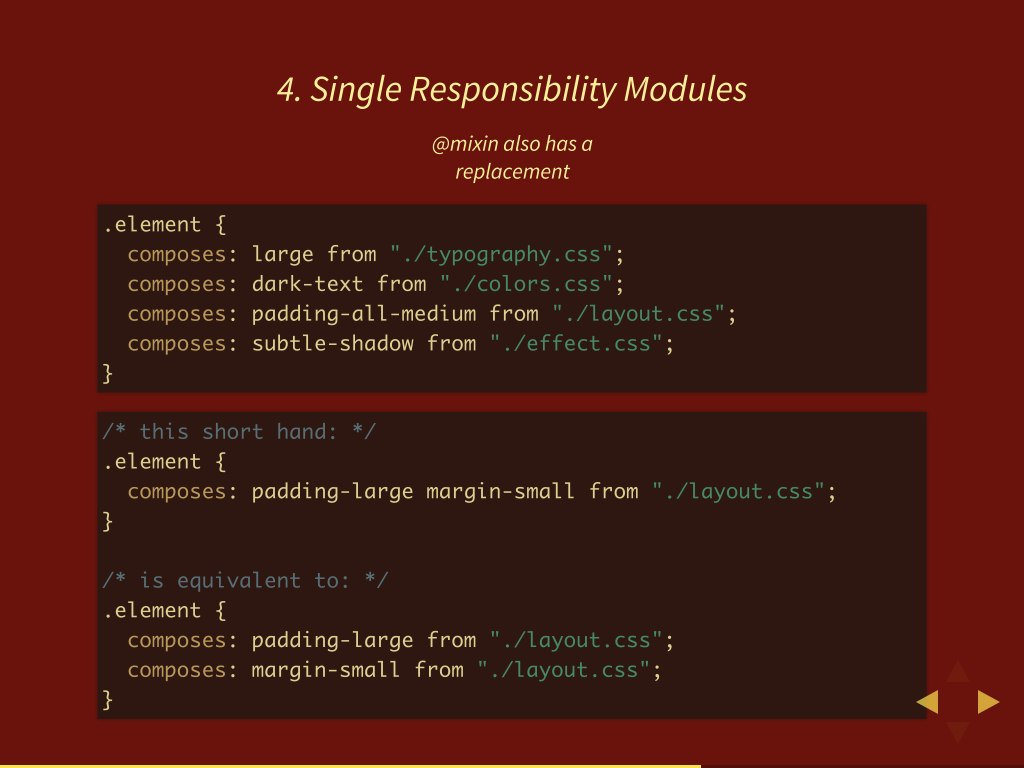 4. Single Responsibility Modules
@mixin also has a
replacement
.element {
  composes: large from "./typography.css";
  composes: dark-text from "./colors.css";
  composes: padding-all-medium from "./layout.css";
  composes: subtle-shadow from "./effect.css";
}
/* this short hand: */
.element {
  composes: padding-large margin-small from "./layout.css";
}
/* is equivalent to: */
.element {
  composes: padding-large from "./layout.css";
  composes: margin-small from "./layout.css";
}